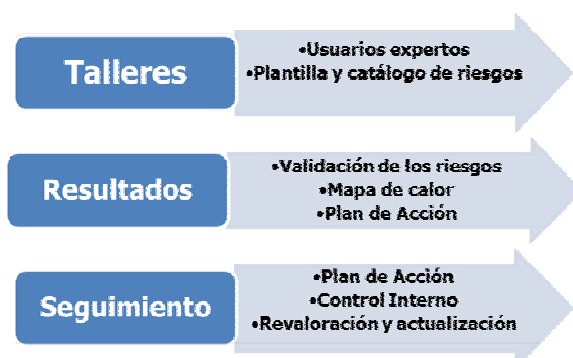 Talleres
•Usuarios expertos
•Plantilla y catálogo de riesgos
Resultados
•Validación de los riesgos
•Mapa de calor
•Plan de Acción
Seguimiento
•Plan de Acción
•Control Interno
•Revaloración y actualización